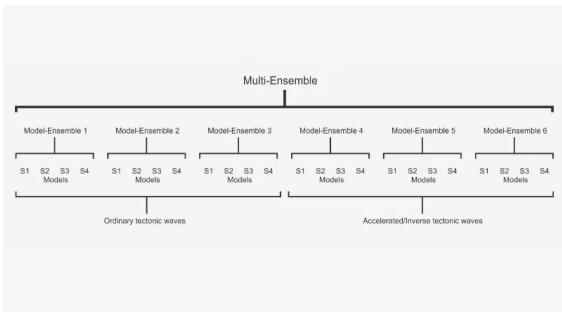 Multi-Ensemble
Model-Ensemble 1 Model-Ensemble 2 Model-Ensemble 3 Model-Ensemble 4 Model-Ensemble 5 Model-Ensemble 6
S1 S2 S3 S4 S1 S2 S3 S4 S1 S2 S3 S4 S1 S2 S3 S4 S1 S2 S3 S4 S1 S2 S3 S4
Models Models Models Models Models Models
Ordinary tectonic waves Accelerated/Inverse tectonic waves